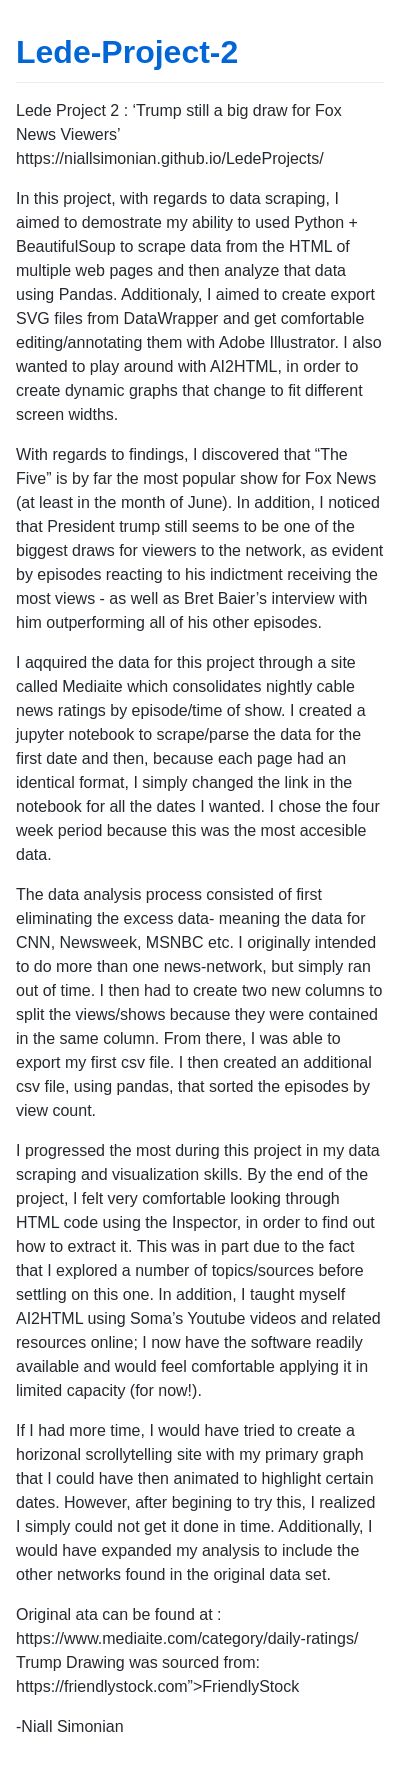 Lede-Project-2
Lede Project 2 : ‘Trump still a big draw for Fox
News Viewers’
https://niallsimonian.github.io/LedeProjects/
In this project, with regards to data scraping, I
aimed to demostrate my ability to used Python +
BeautifulSoup to scrape data from the HTML of
multiple web pages and then analyze that data
using Pandas. Additionaly, I aimed to create export
SVG files from DataWrapper and get comfortable
editing/annotating them with Adobe Illustrator. I also
wanted to play around with AI2HTML, in order to
create dynamic graphs that change to fit different
screen widths.
With regards to findings, I discovered that “The
Five” is by far the most popular show for Fox News
(at least in the month of June). In addition, I noticed
that President trump still seems to be one of the
biggest draws for viewers to the network, as evident
by episodes reacting to his indictment receiving the
most views - as well as Bret Baier’s interview with
him outperforming all of his other episodes.
I aqquired the data for this project through a site
called Mediaite which consolidates nightly cable
news ratings by episode/time of show. I created a
jupyter notebook to scrape/parse the data for the
first date and then, because each page had an
identical format, I simply changed the link in the
notebook for all the dates I wanted. I chose the four
week period because this was the most accesible
data.
The data analysis process consisted of first
eliminating the excess data- meaning the data for
CNN, Newsweek, MSNBC etc. I originally intended
to do more than one news-network, but simply ran
out of time. I then had to create two new columns to
split the views/shows because they were contained
in the same column. From there, I was able to
export my first csv file. I then created an additional
csv file, using pandas, that sorted the episodes by
view count.
I progressed the most during this project in my data
scraping and visualization skills. By the end of the
project, I felt very comfortable looking through
HTML code using the Inspector, in order to find out
how to extract it. This was in part due to the fact
that I explored a number of topics/sources before
settling on this one. In addition, I taught myself
AI2HTML using Soma’s Youtube videos and related
resources online; I now have the software readily
available and would feel comfortable applying it in
limited capacity (for now!).
If I had more time, I would have tried to create a
horizonal scrollytelling site with my primary graph
that I could have then animated to highlight certain
dates. However, after begining to try this, I realized
I simply could not get it done in time. Additionally, I
would have expanded my analysis to include the
other networks found in the original data set.
Original ata can be found at :
https://www.mediaite.com/category/daily-ratings/
Trump Drawing was sourced from:
https://friendlystock.com”>FriendlyStock
-Niall Simonian